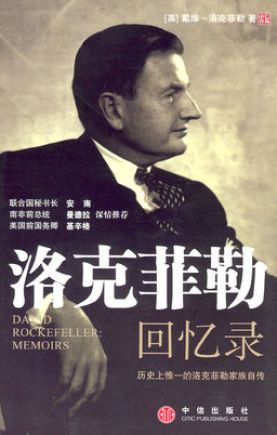 [美] 戴维·洛克菲勒 著
联合国秘书长 安南
南非前总统 曼德拉 深情推荐
美国前国务卿 基辛格
洛克菲勒
DAVID
ROCKEFELLER:
MEMOIRS
回忆录
历史上惟一的洛克菲勒家族自传
中信出版社
CITIC PUBLISHING HOUSE